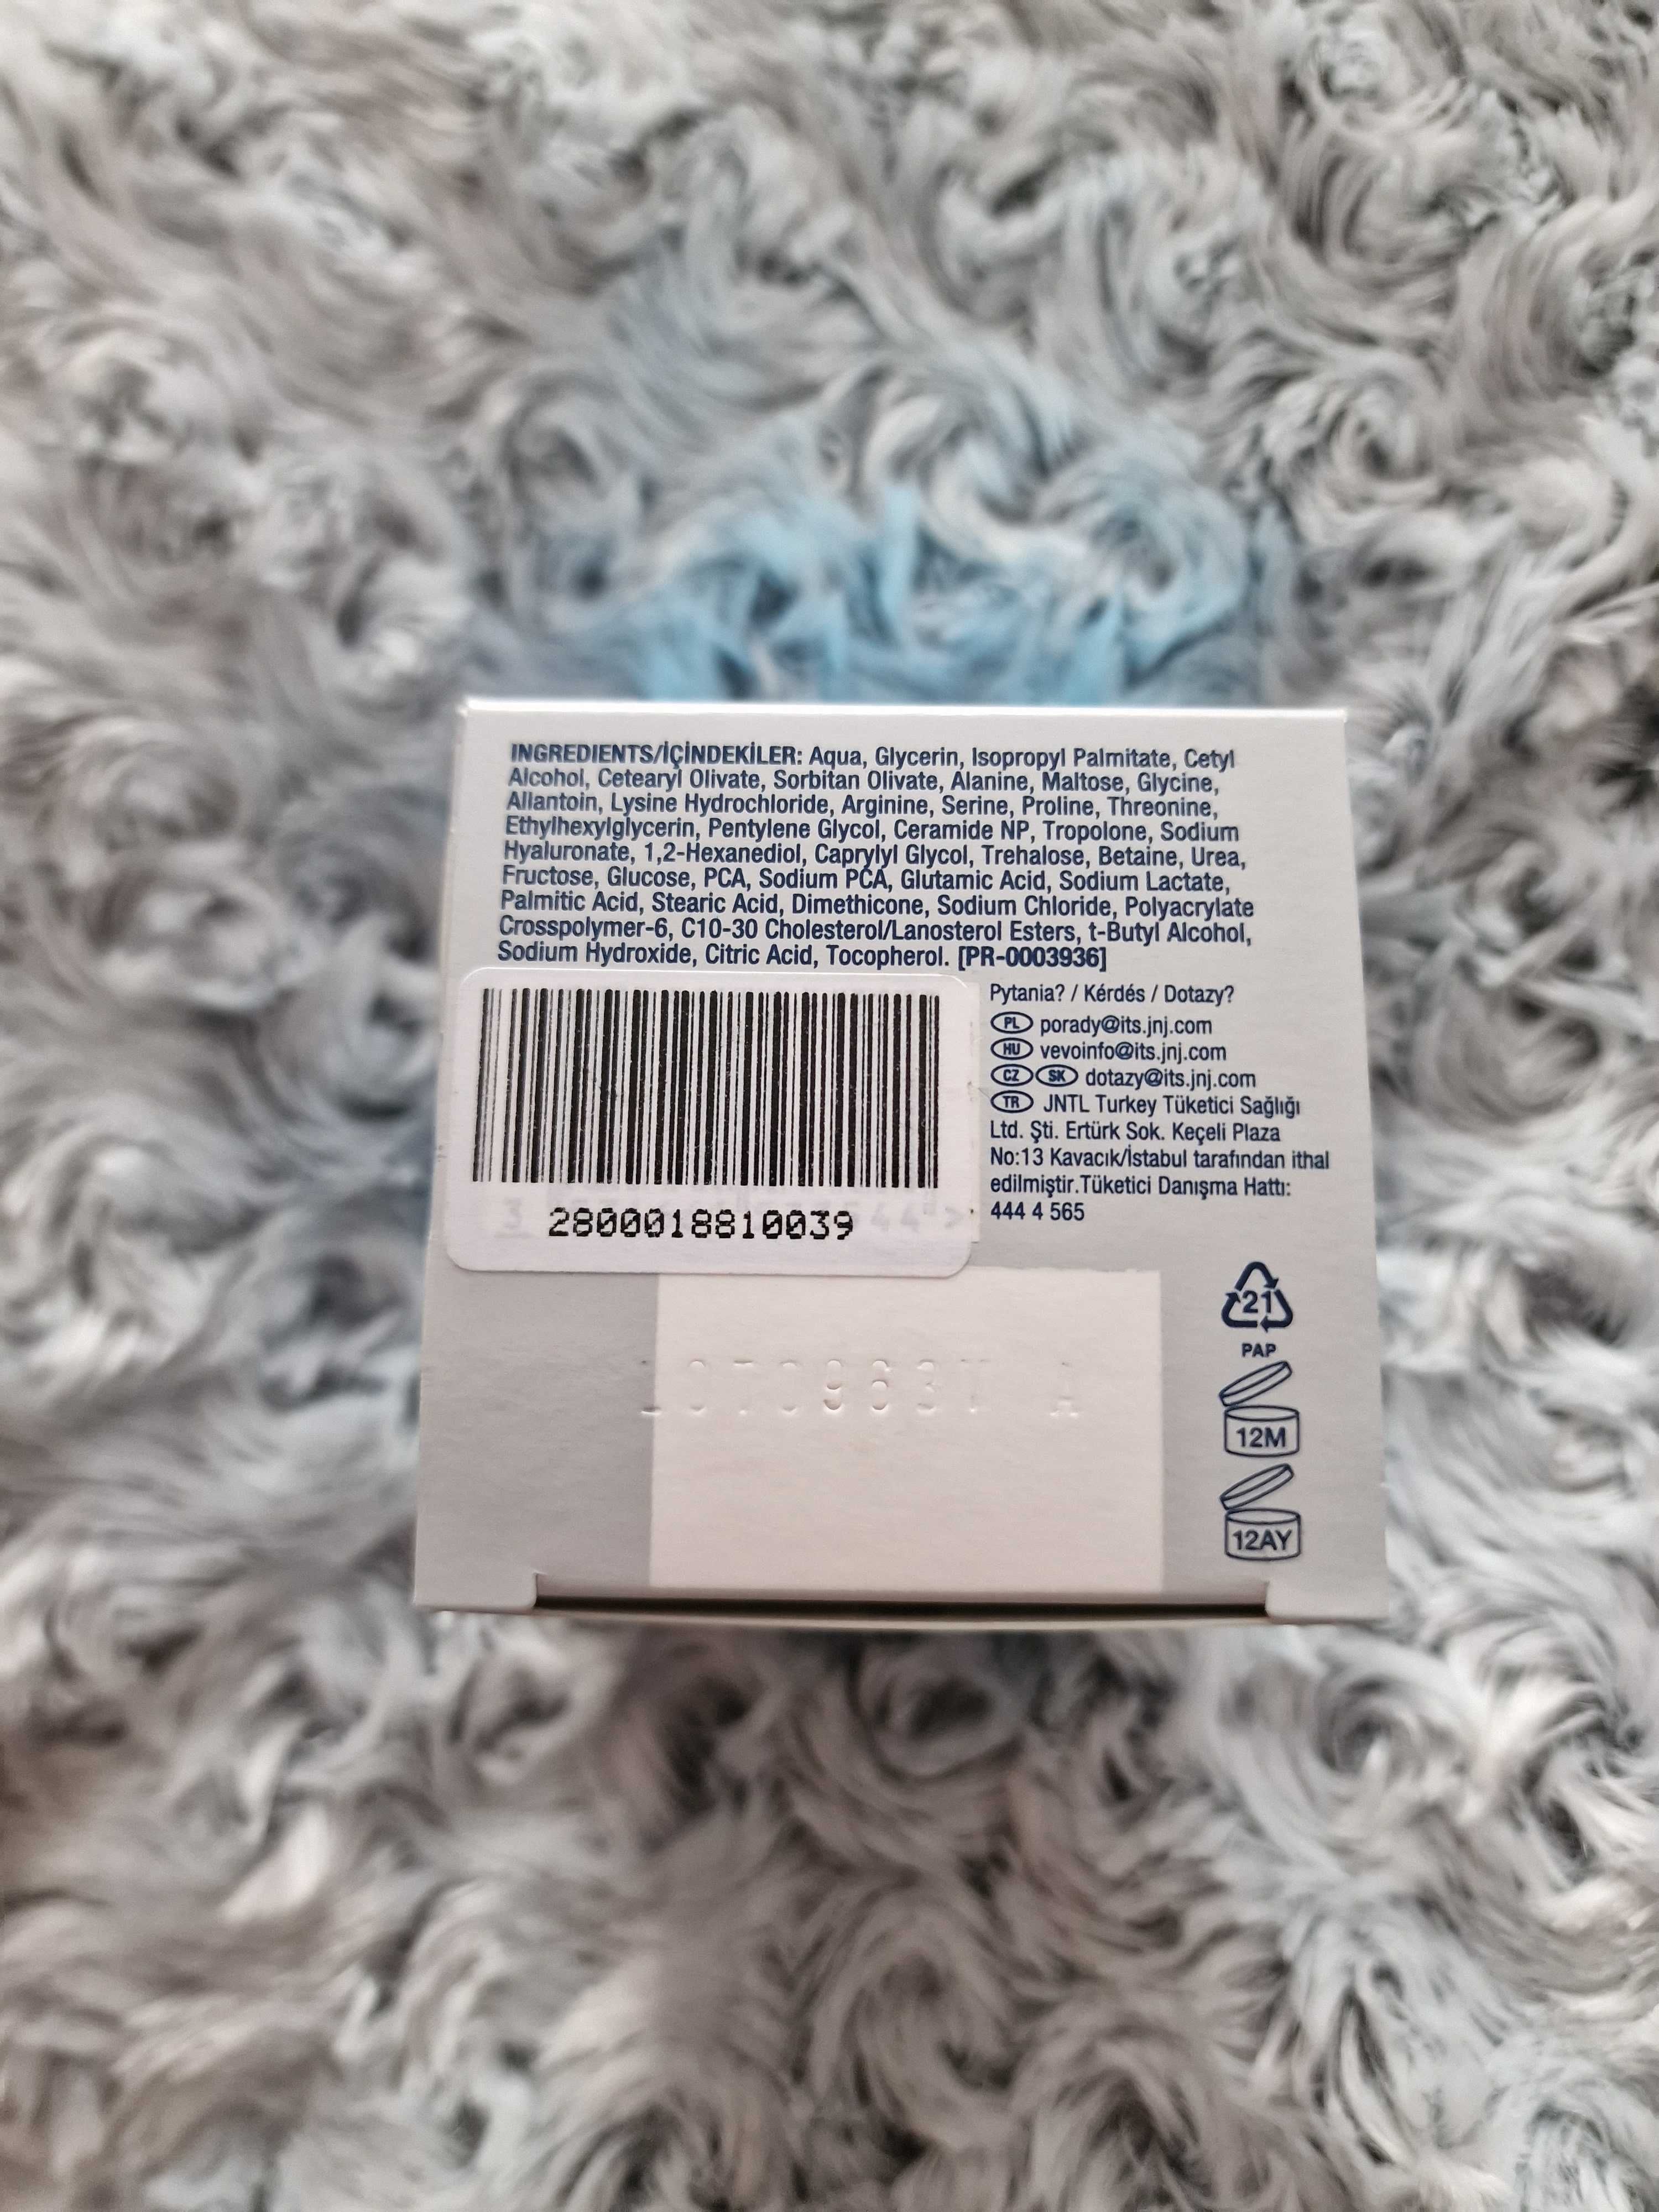 INGREDIENTS/İÇİNDEKİLER: Aqua, Glycerin, Isopropyl Palmitate, Cetyl
Alcohol, Cetearyl Olivate, Sorbitan Olivate, Alanine, Maltose, Glycine,
Allantoin, Lysine Hydrochloride, Arginine, Serine, Proline, Threonine,
Ethylhexylglycerin, Pentylene Glycol, Ceramide NP, Tropolone, Sodium
Hyaluronate, 1,2-Hexanediol, Caprylyl Glycol, Trehalose, Betaine, Urea,
Fructose, Glucose, PCA, Sodium PCA, Glutamic Acid, Sodium Lactate,
Palmitic Acid, Stearic Acid, Dimethicone, Sodium Chloride, Polyacrylate
Crosspolymer-6, C10-30 Cholesterol/Lanosterol Esters, t-Butyl Alcohol,
Sodium Hydroxide, Citric Acid, Tocopherol. [PR-0003936]
2800018810039
Pytania? / Kérdés / Dotazy?
PL porady@its.jnj.com
HU vevoinfo@its.jnj.com
CZ SK dotazy@its.jnj.com
TR JNTL Turkey Tüketici Sağlığı
Ltd. Şti. Ertürk Sok. Keçeli Plaza
No:13 Kavacık/İstabul tarafından ithal
edilmiştir.Tüketici Danışma Hattı:
444 4 565
21
PAP
12M
12AY